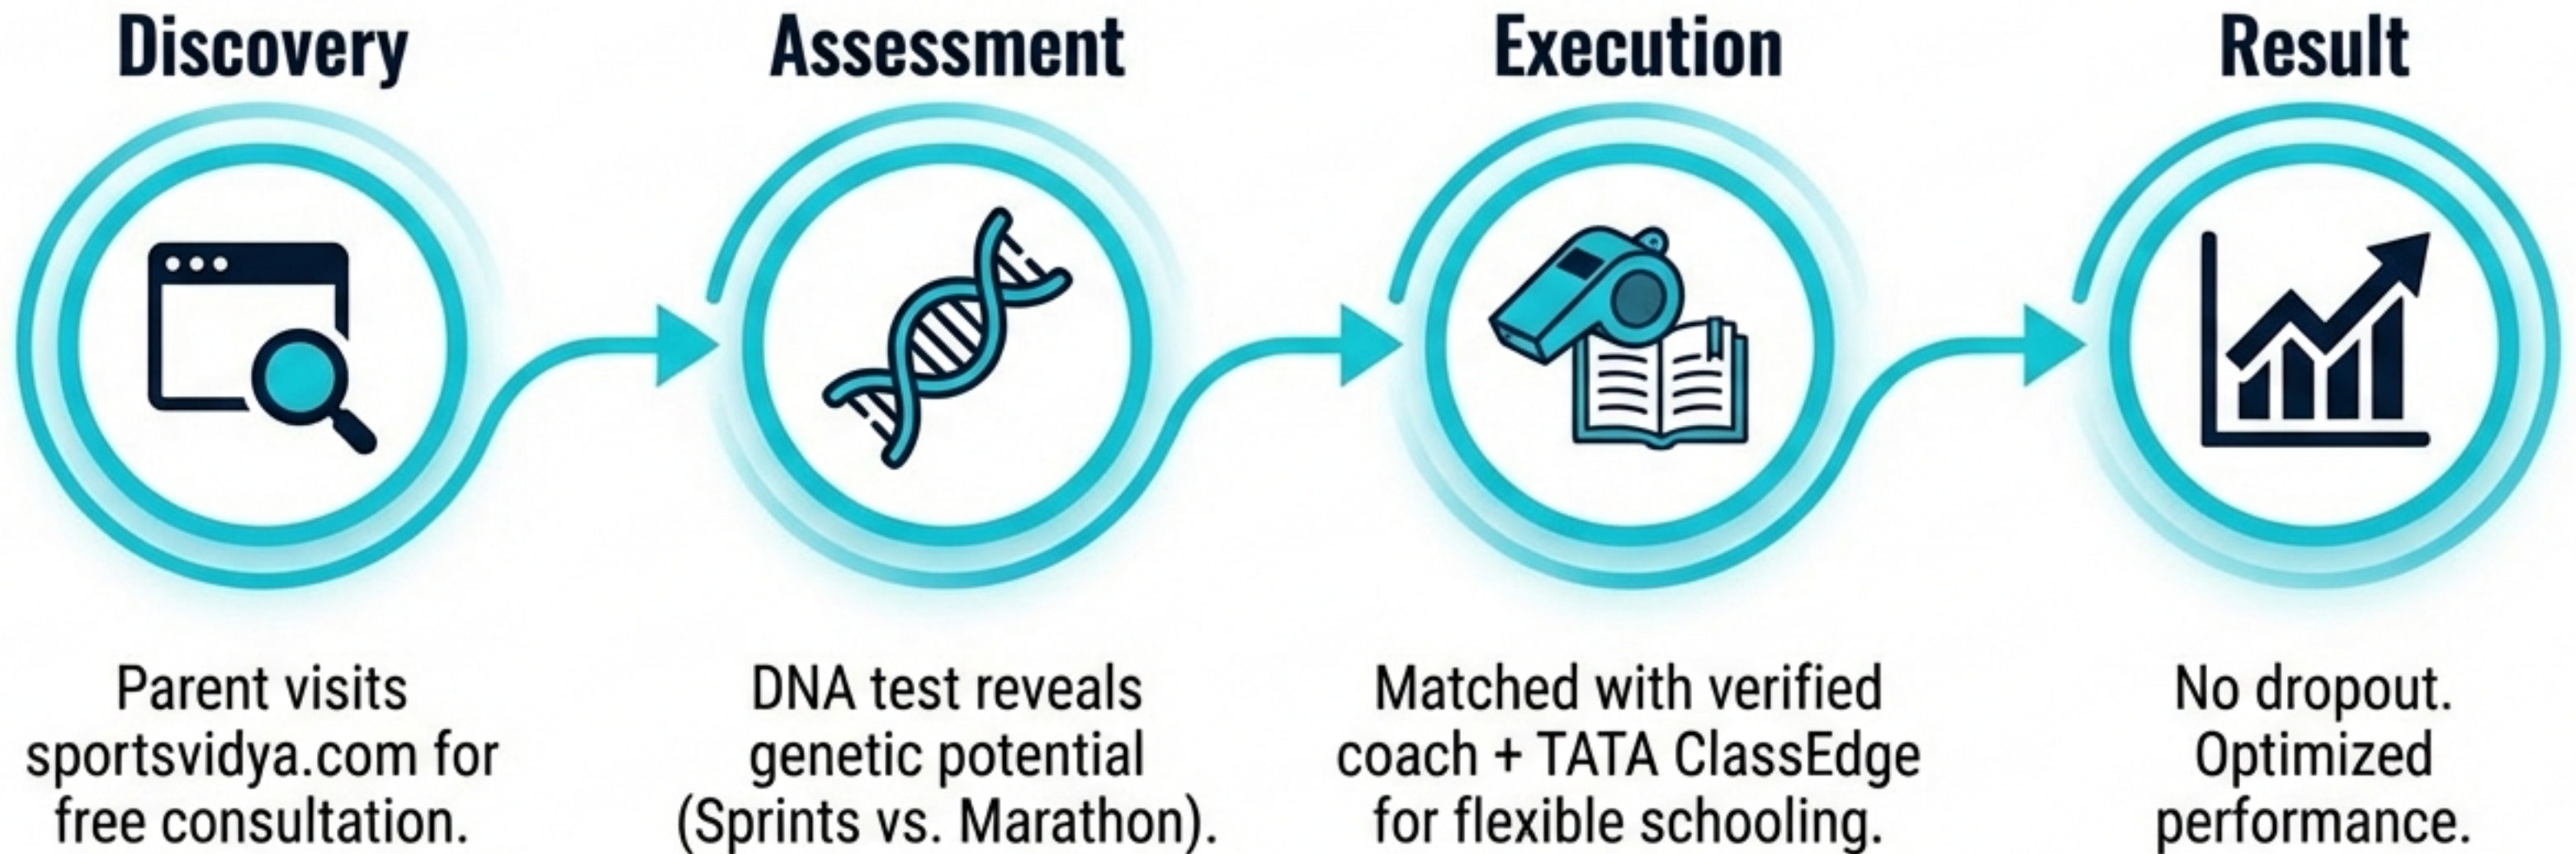 Discovery
Parent visits
sportsvidya.com for
free consultation.
Assessment
DNA test reveals
genetic potential
(Sprints vs. Marathon).
Execution
Matched with verified
coach + TATA ClassEdge
for flexible schooling.
Result
No dropout.
Optimized
performance.